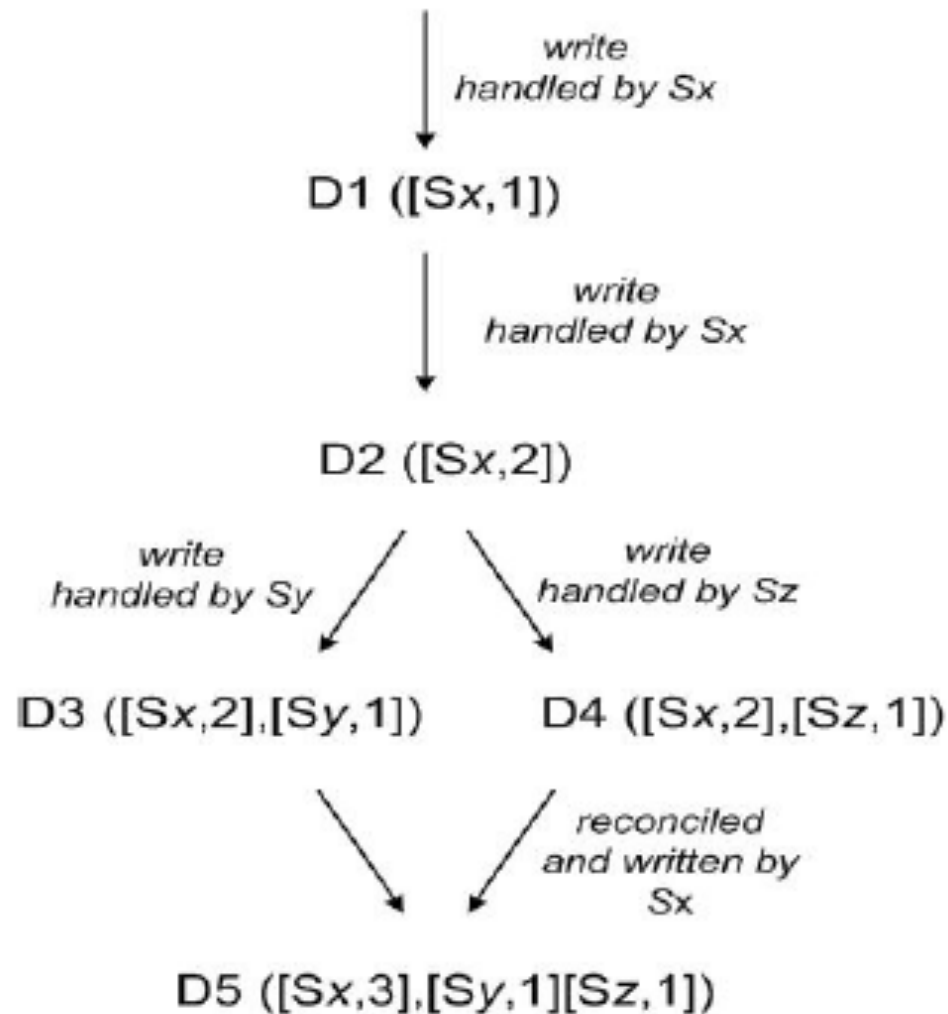 write
handled by Sx
D1 ([Sx,1])
write
handled by Sx
D2 ([Sx,2])
write
handled by Sy
write
handled by Sz
D3 ([Sx,2],[Sy,1])
D4 ([Sx,2],[Sz,1])
reconciled
and written by
Sx
D5 ([Sx,3],[Sy,1][Sz,1])